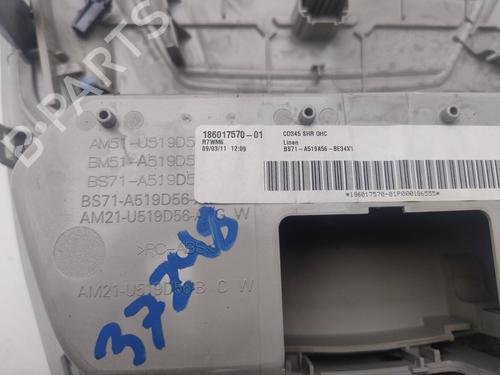 B-PARTS
186017570-01
R7WM6
09/03/11 12:09
CD345 SHR OHC
Linen
BS71-A519A56-BE34X1
*186017570-01P000186555*
AM51-U519D5
BM51-A519D5
BS71-A519D5
BS71-A519D56-
AM21-U519D56-A G W
>PC-ABS<
AM21-U519D56-B C W
37248